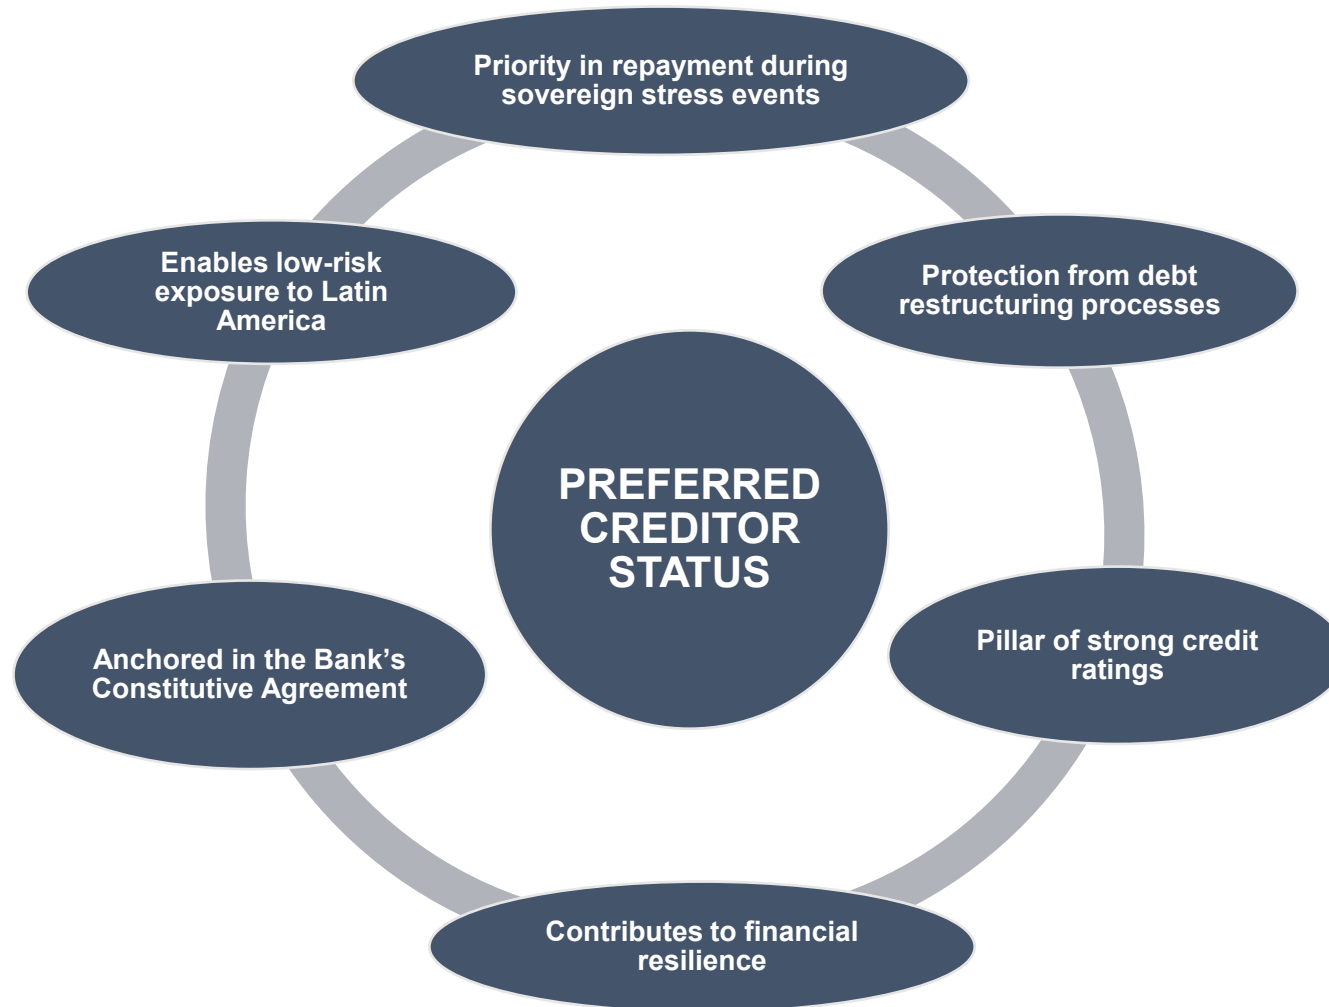 Priority in repayment during
sovereign stress events
Enables low-risk
exposure to Latin
America
Protection from debt
restructuring processes
PREFERRED
CREDITOR
STATUS
Anchored in the Bank’s
Constitutive Agreement
Pillar of strong credit
ratings
Contributes to financial
resilience